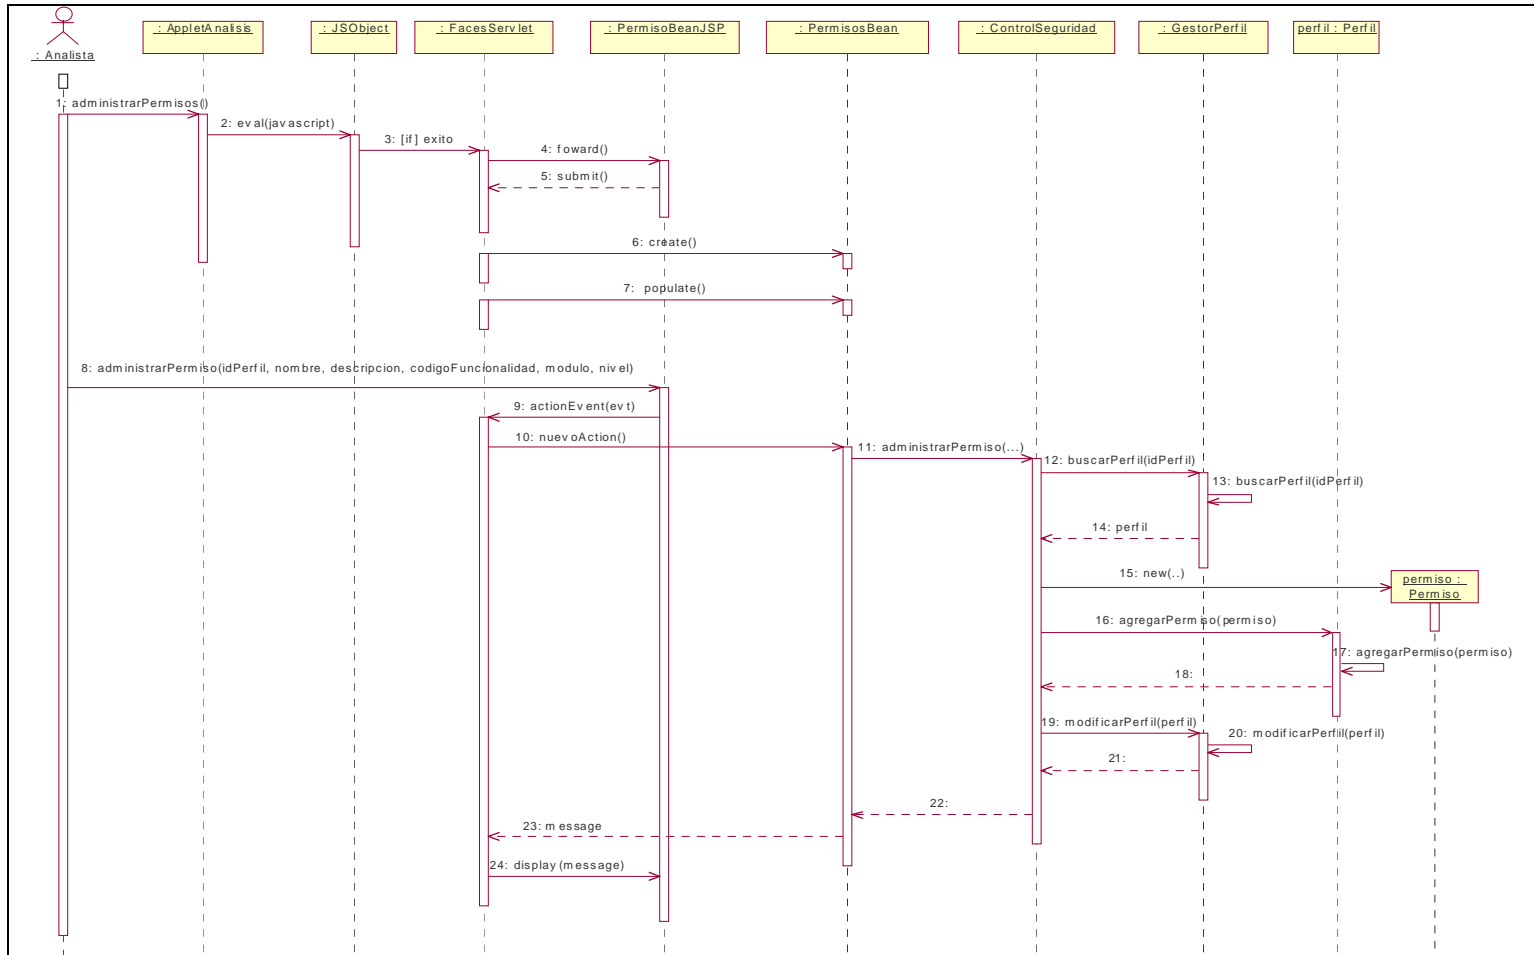 : Analista
: AppletAnalisis
: JSObject
: FacesServlet
: PermisoBeanJSP
: PermisosBean
: ControlSeguridad
: GestorPerfil
perfil : Perfil
1: administrarPermisos()
2: eval(javascript)
3: [if] exito
4: foward()
5: submit()
6: create()
7: populate()
8: administrarPermiso(idPerfil, nombre, descripcion, codigoFuncionalidad, modulo, nivel)
9: actionEvent(evt)
10: nuevoAction()
11: administrarPermiso(...)
12: buscarPerfil(idPerfil)
13: buscarPerfil(idPerfil)
14: perfil
15: new(..)
permiso :
Permiso
16: agregarPermiso(permiso)
17: agregarPermiso(permiso)
18:
19: modificarPerfil(perfil)
20: modificarPerfil(perfil)
21:
22:
23: message
24: display(message)